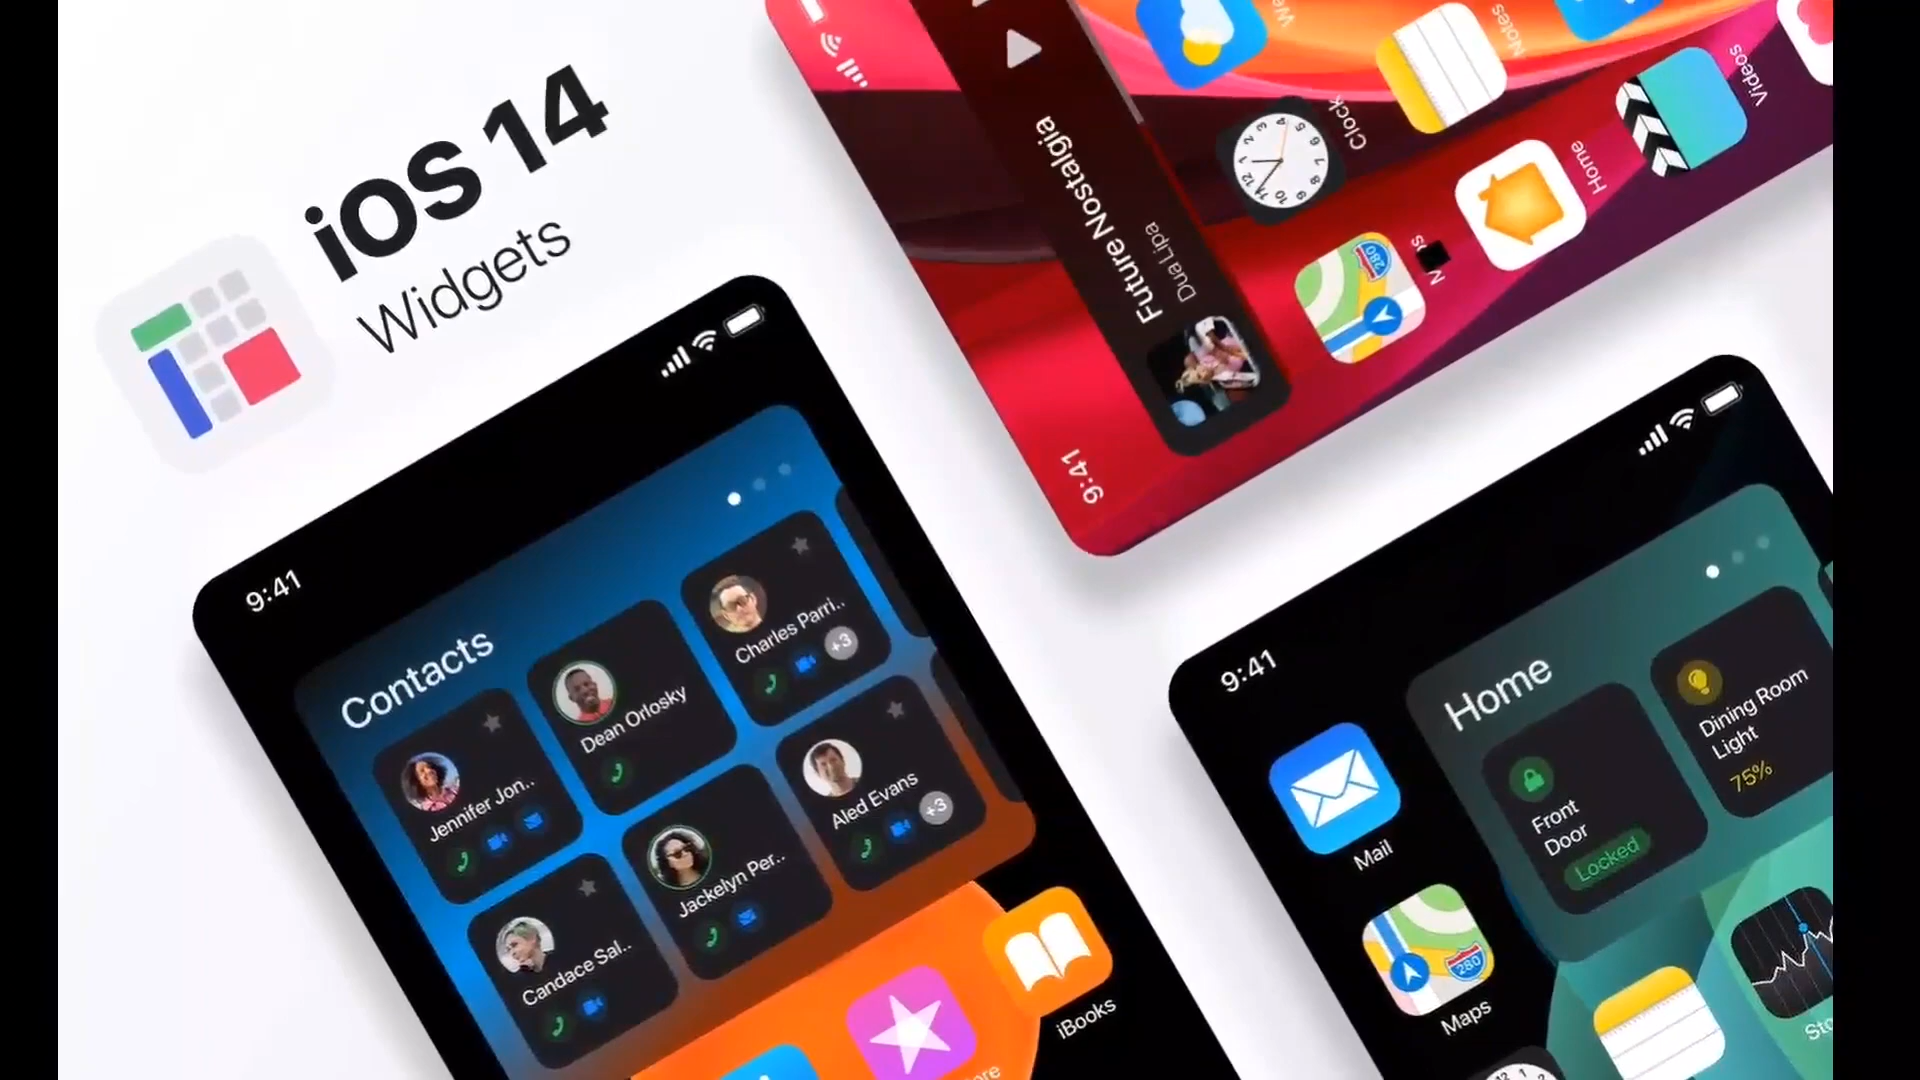 iOS 14
Widgets
9:41
Contacts
Jennifer Jon..
Dean Orlosky
Charles Parri..
+3
Candace Sal..
Jackelyn Per..
Aled Evans
+3
iBooks
9:41
Future Nostalgia
Dua Lipa
Clock
Notes
Home
Videos
280
9:41
Home
Front
Door
Locked
Dining Room
Light
75%
Mail
Maps
280